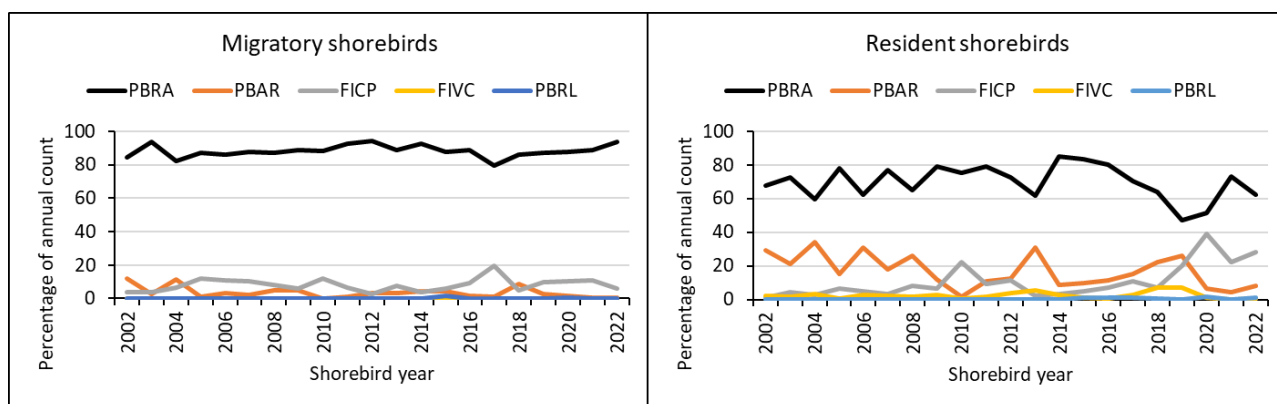 Migratory shorebirds
PBRA PBAR FICP FIVC PBRL
Percentage of annual count
100
80
60
40
20
0
2002 2004 2006 2008 2010 2012 2014 2016 2018 2020 2022
Shorebird year
Resident shorebirds
PBRA PBAR FICP FIVC PBRL
Percentage of annual count
100
80
60
40
20
0
2002 2004 2006 2008 2010 2012 2014 2016 2018 2020 2022
Shorebird year